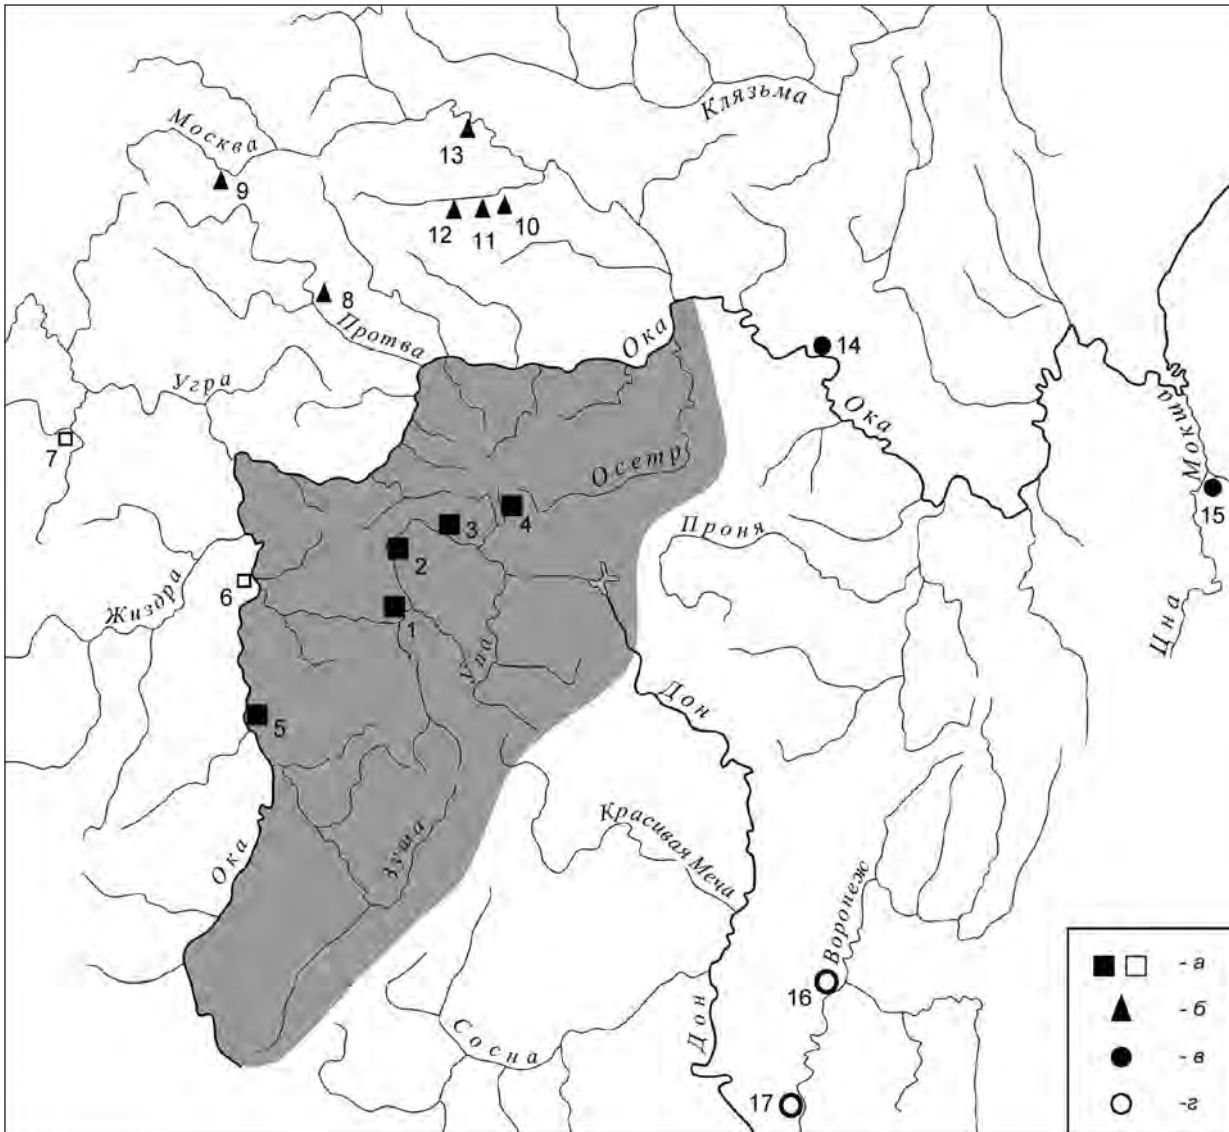 Клязьма
Москва
13
9
12
11
10
8
Протва
Ока
14
Угра
Ока
Мокша
7
Осетр
15
3
4
Проня
2
6
Жиздра
1
Цна
Упа
Дон
5
Красивая Меча
Зуша
Ока
Воронеж
16
Дон
Сосна
17
- а
- б
- в
- г